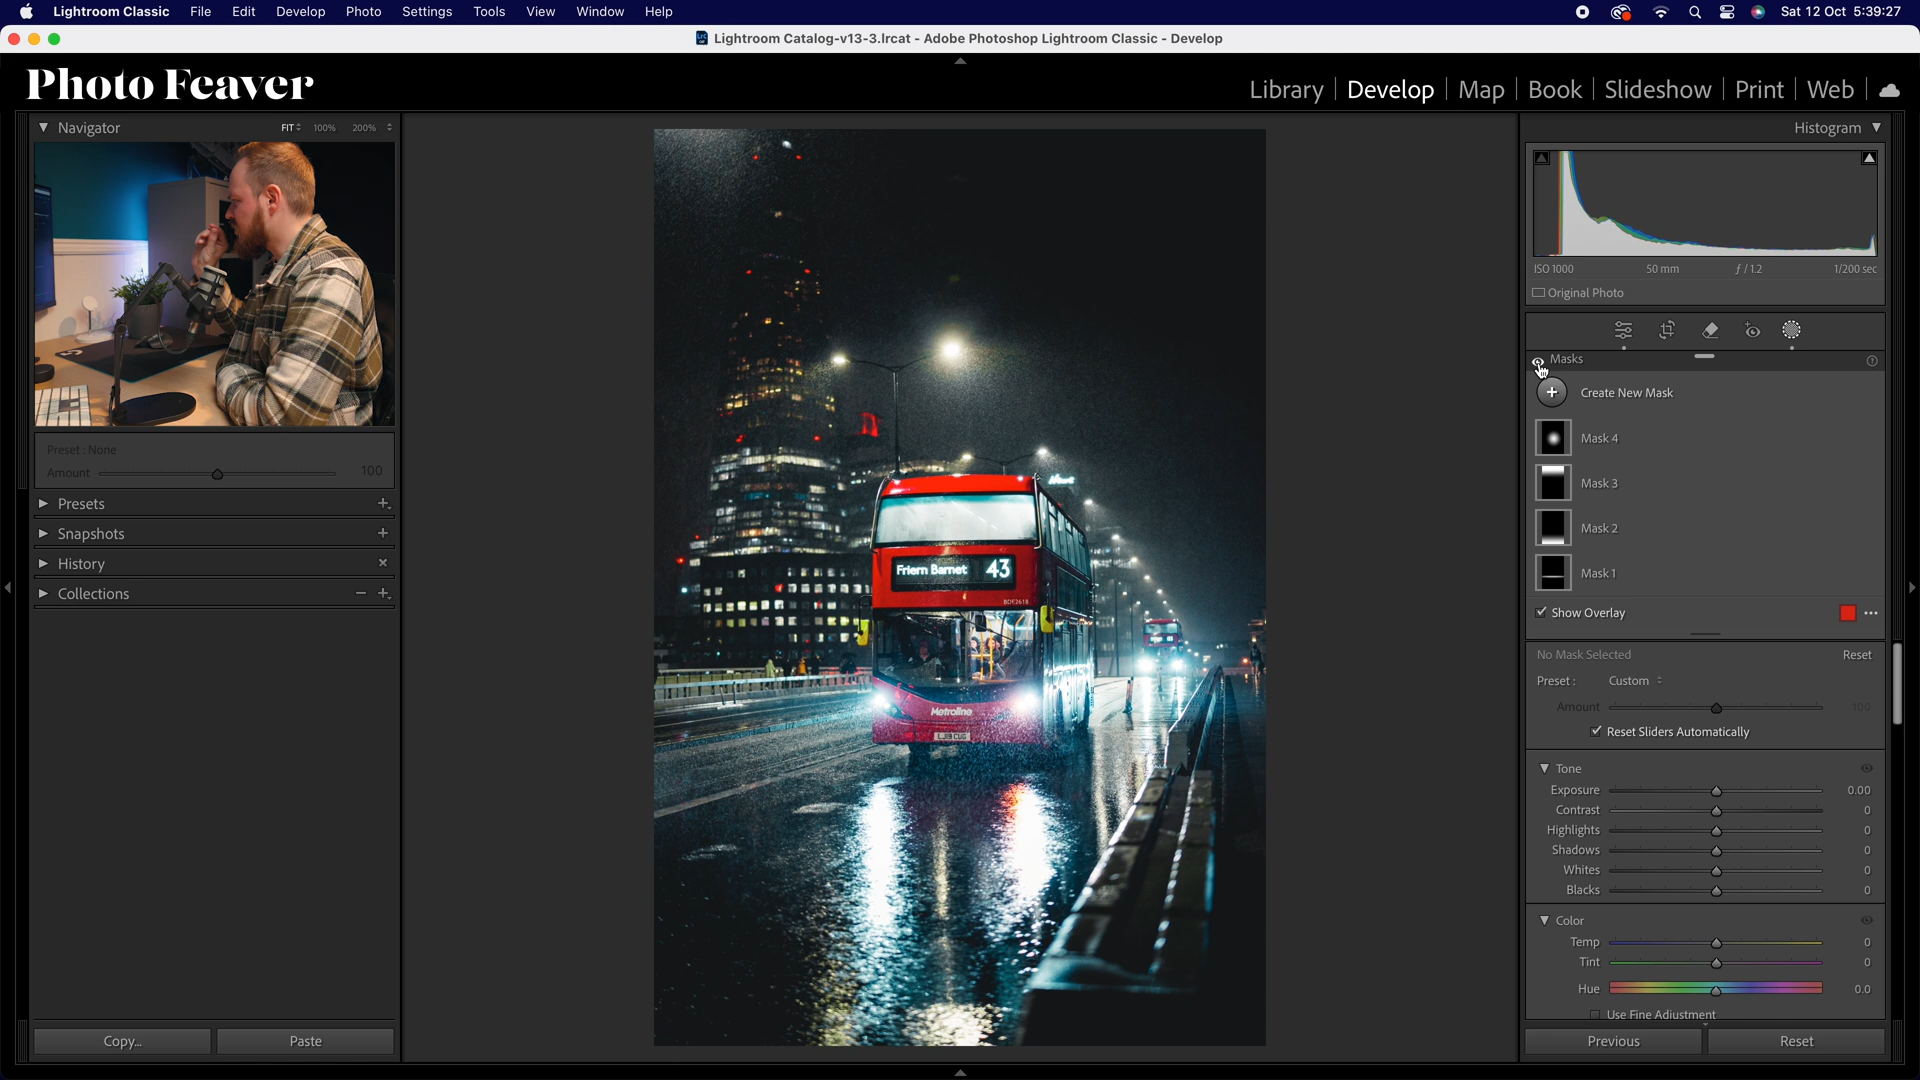 Lightroom Classic File Edit Develop Photo Settings Tools View Window Help Sat 12 Oct 5:39:27
Lightroom Catalog-v13-3.lrcat - Adobe Photoshop Lightroom Classic - Develop
Photo Feaver
Library Develop Map Book Slideshow Print Web
Navigator FIT 100% 200%
Preset: None
Amount 100
Presets
Snapshots
History
Collections
Copy...
Paste
Friern Barnet 43
BDE2618
Metroline
LJ19 CUG
Histogram
ISO 1000 50 mm f / 1.2 1/200 sec
Original Photo
Masks
Create New Mask
Mask 4
Mask 3
Mask 2
Mask 1
Show Overlay
No Mask Selected Reset
Preset: Custom
Amount 100
Reset Sliders Automatically
Tone
Exposure 0.00
Contrast 0
Highlights 0
Shadows 0
Whites 0
Blacks 0
Color
Temp 0
Tint 0
Hue 0.0
Use Fine Adjustment
Previous
Reset